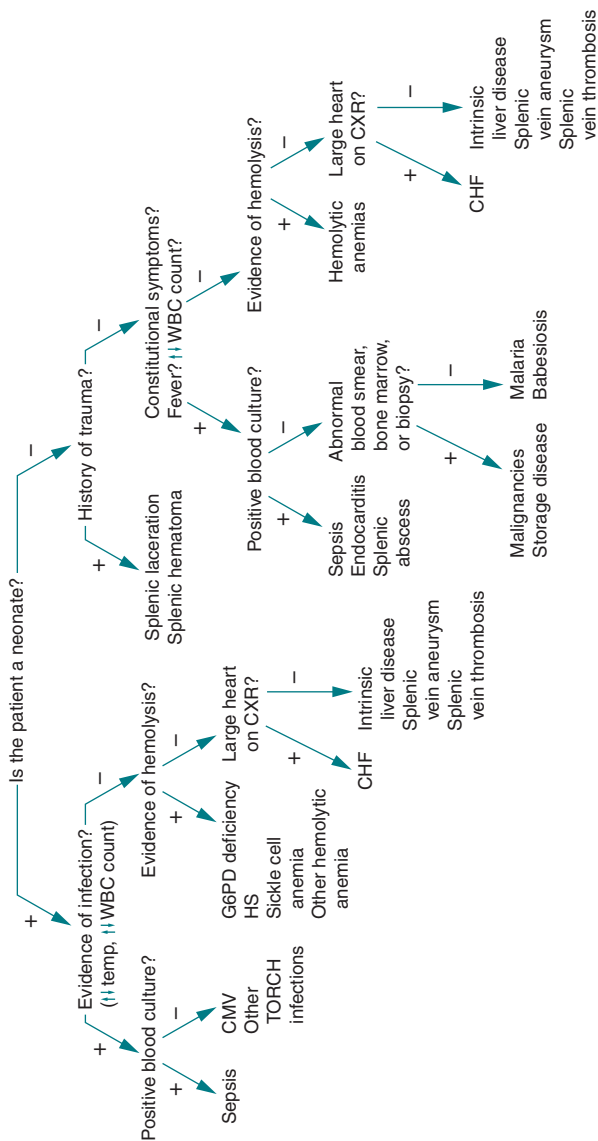 Is the patient a neonate?
+
–
Evidence of infection?
(↑↓ temp, ↑↓ WBC count)
+
–
Positive blood culture?
+
–
Sepsis
CMV
Other
TORCH
infections
Evidence of hemolysis?
+
–
G6PD deficiency
HS
Sickle cell
anemia
Other hemolytic
anemia
Large heart
on CXR?
+
–
CHF
Intrinsic
liver disease
Splenic
vein aneurysm
Splenic
vein thrombosis
History of trauma?
+
–
Splenic laceration
Splenic hematoma
Constitutional symptoms?
Fever? ↑↓ WBC count?
+
–
Positive blood culture?
+
–
Sepsis
Endocarditis
Splenic
abscess
Abnormal
blood smear,
bone marrow,
or biopsy?
+
–
Malignancies
Storage disease
Malaria
Babesiosis
Evidence of hemolysis?
+
–
Hemolytic
anemias
Large heart
on CXR?
+
–
CHF
Intrinsic
liver disease
Splenic
vein aneurysm
Splenic
vein thrombosis